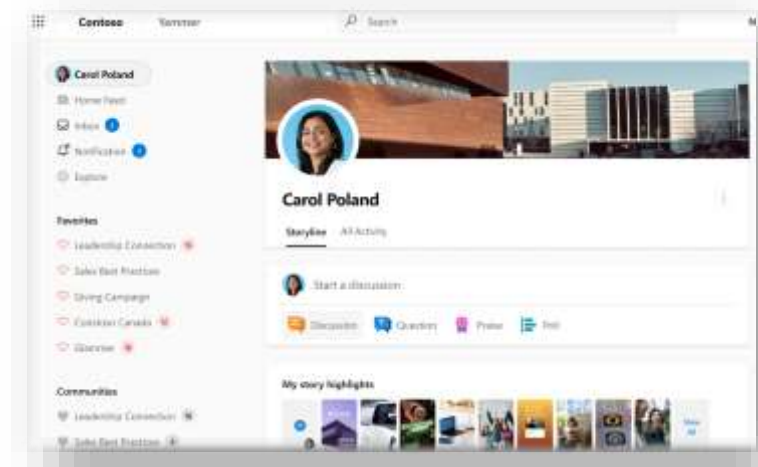 Contoso Yammer Search
Carol Poland
Home Feed
Inbox
Notification
Explore
Carol Poland
Storyline All Activity
Favorites
Leadership Connection
Sales Best Practices
Giving Campaign
Contoso Canada
Start a discussion
Discussion Question Praise Poll
Communities
Leadership Connection
Sales Best Practices
My story highlights
View
All